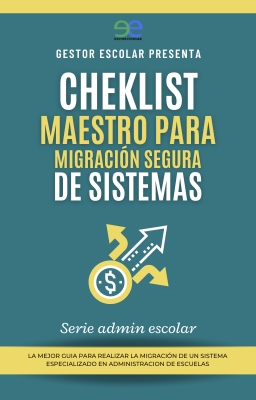 GESTOR ESCOLAR PRESENTA
CHEKLIST
MAESTRO PARA
MIGRACIÓN SEGURA
DE SISTEMAS
$
Serie admin escolar
LA MEJOR GUIA PARA REALIZAR LA MIGRACIÓN DE UN SISTEMA
ESPECIALIZADO EN ADMINISTRACION DE ESCUELAS